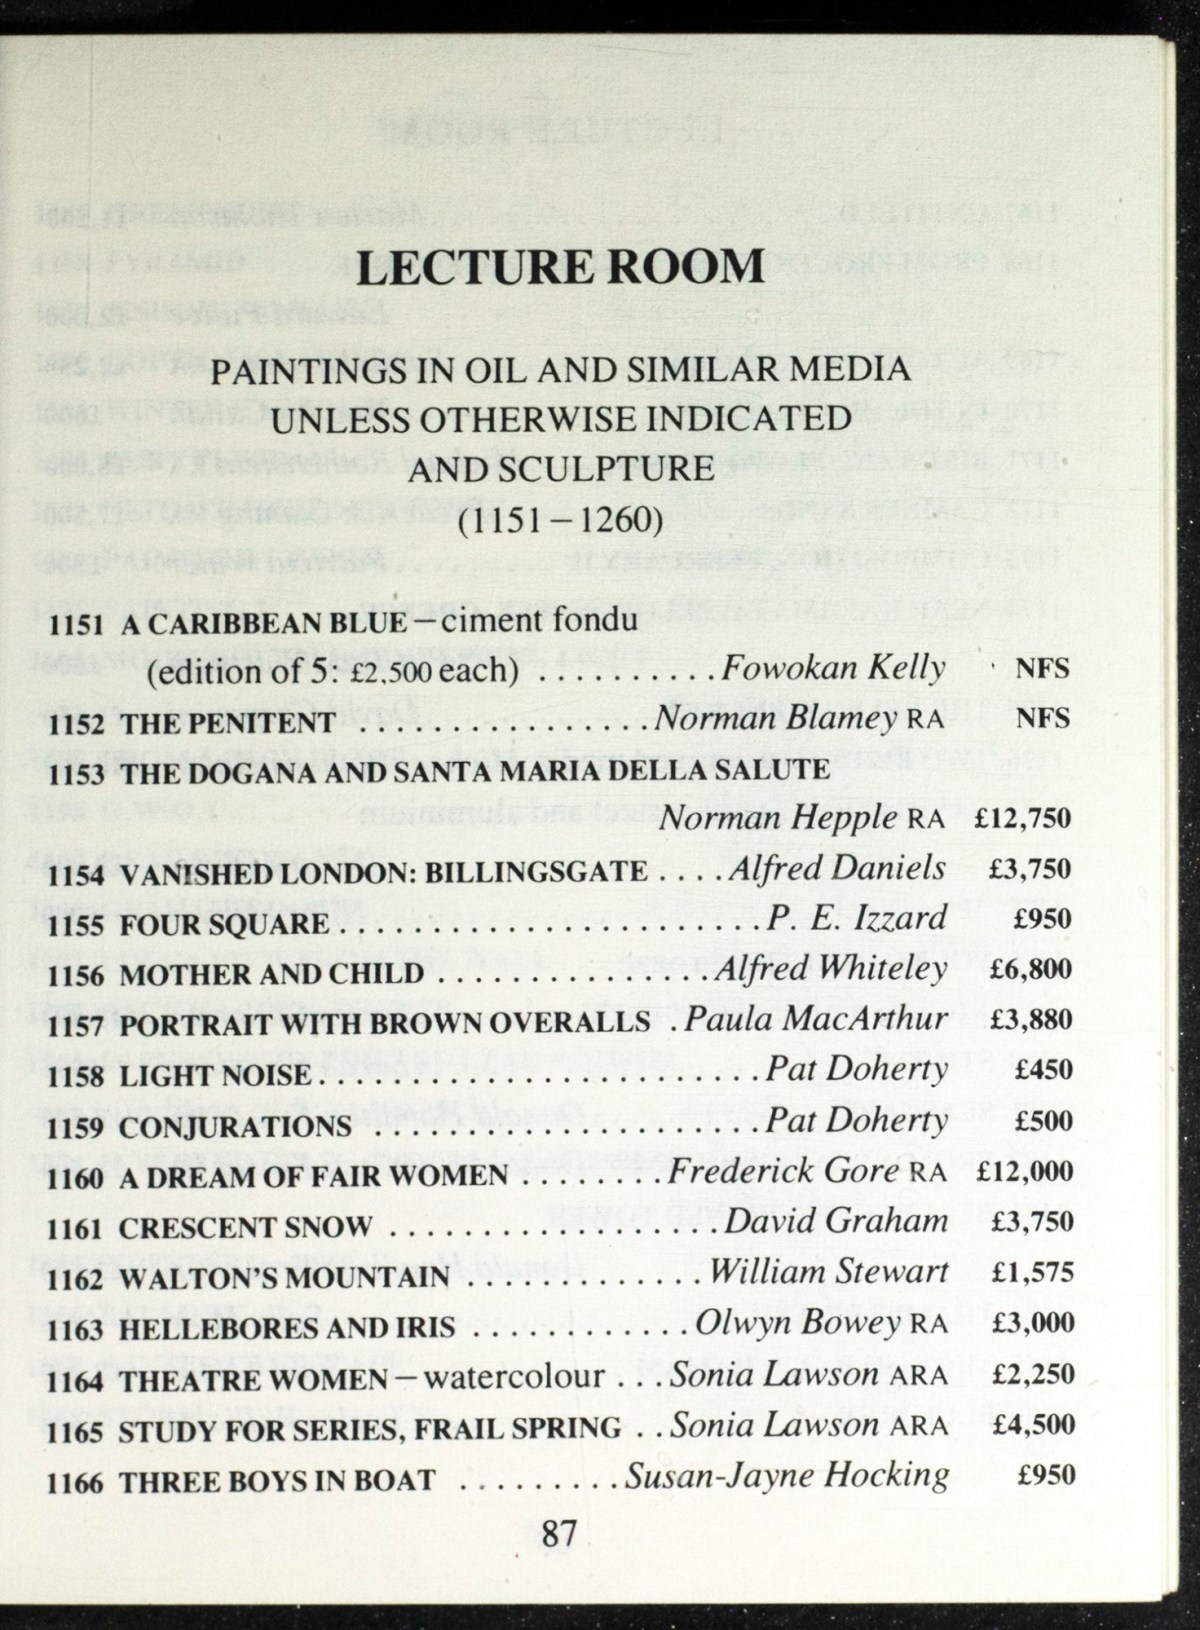 LECTURE ROOM
PAINTINGS IN OIL AND SIMILAR MEDIA
UNLESS OTHERWISE INDICATED
AND SCULPTURE
(1151 – 1260)
1151 A CARIBBEAN BLUE – ciment fondu
(edition of 5: £2,500 each) .......... Fowokan Kelly NFS
1152 THE PENITENT ................ Norman Blamey RA NFS
1153 THE DOGANA AND SANTA MARIA DELLA SALUTE
Norman Hepple RA £12,750
1154 VANISHED LONDON: BILLINGSGATE .... Alfred Daniels £3,750
1155 FOUR SQUARE ....................... P. E. Izzard £950
1156 MOTHER AND CHILD ............... Alfred Whiteley £6,800
1157 PORTRAIT WITH BROWN OVERALLS . Paula MacArthur £3,880
1158 LIGHT NOISE ........................ Pat Doherty £450
1159 CONJURATIONS ..................... Pat Doherty £500
1160 A DREAM OF FAIR WOMEN ........ Frederick Gore RA £12,000
1161 CRESCENT SNOW .................. David Graham £3,750
1162 WALTON'S MOUNTAIN ............. William Stewart £1,575
1163 HELLEBORES AND IRIS ............ Olwyn Bowey RA £3,000
1164 THEATRE WOMEN – watercolour ... Sonia Lawson ARA £2,250
1165 STUDY FOR SERIES, FRAIL SPRING .. Sonia Lawson ARA £4,500
1166 THREE BOYS IN BOAT ......... Susan-Jayne Hocking £950
87